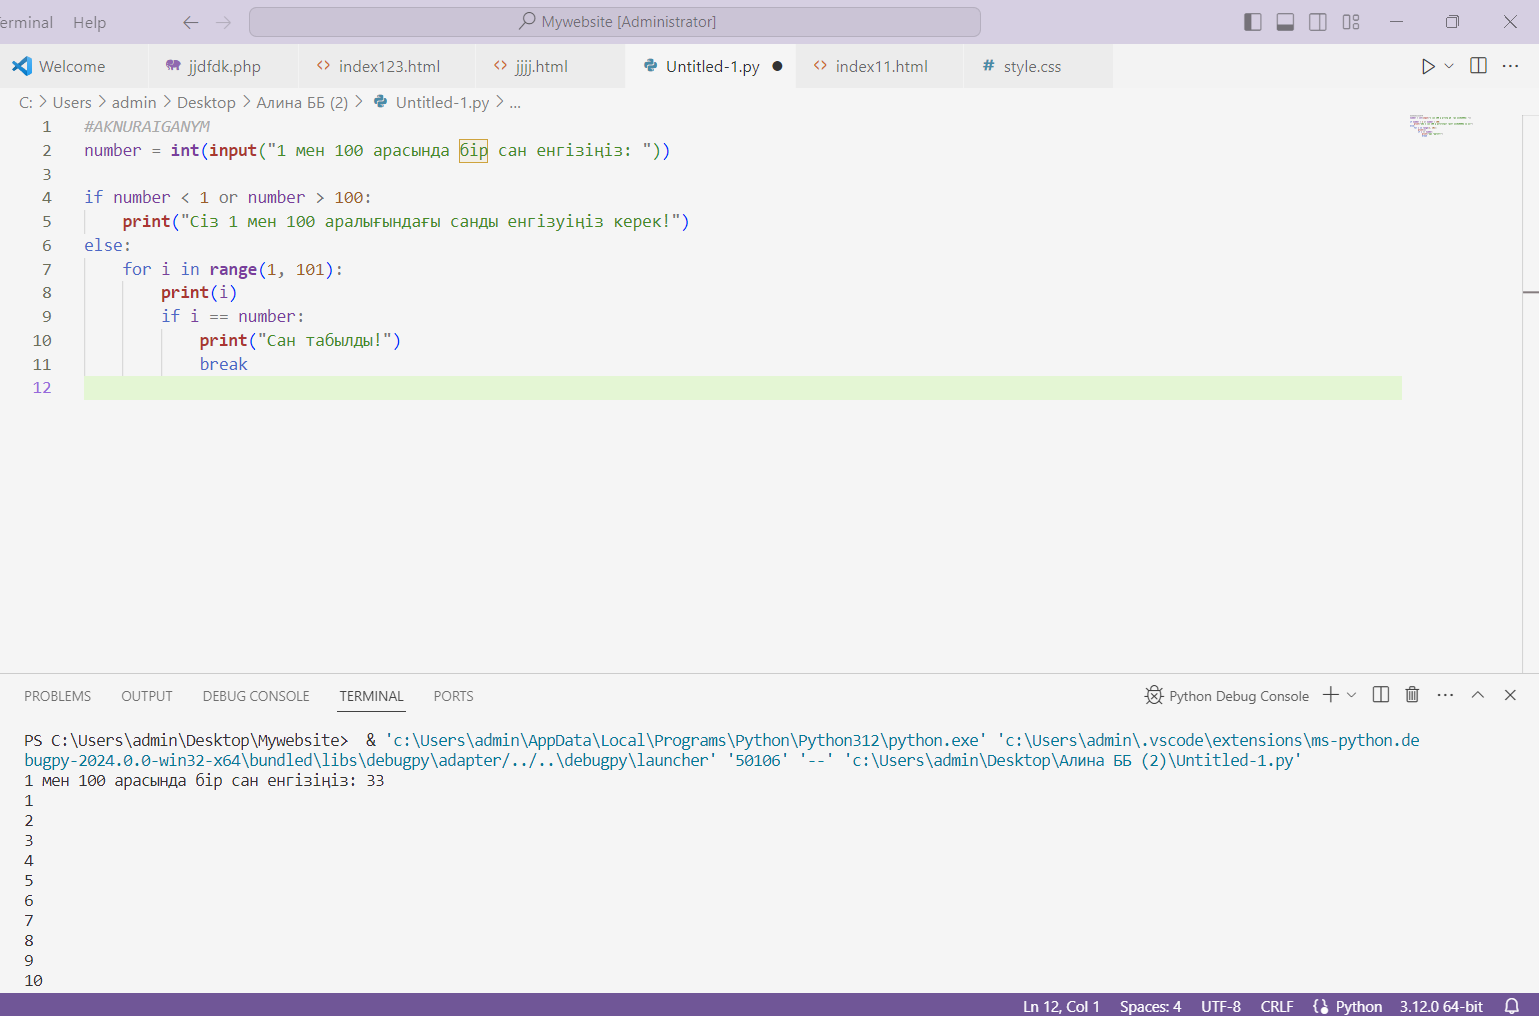 Terminal Help Mywebsite [Administrator]
Welcome jjdfdk.php index123.html jjjj.html Untitled-1.py index11.html style.css
C: > Users > admin > Desktop > Алина ББ (2) > Untitled-1.py > ...
1 #AKNURAIGANYM
2 number = int(input("1 мен 100 арасында бір сан енгізіңіз: "))
3
4 if number < 1 or number > 100:
5 print("Сіз 1 мен 100 аралығындағы санды енгізуіңіз керек!")
6 else:
7 for i in range(1, 101):
8 print(i)
9 if i == number:
10 print("Сан табылды!")
11 break
12
PROBLEMS OUTPUT DEBUG CONSOLE TERMINAL PORTS Python Debug Console
PS C:\Users\admin\Desktop\Mywebsite>  & 'c:\Users\admin\AppData\Local\Programs\Python\Python312\python.exe' 'c:\Users\admin\.vscode\extensions\ms-python.de
bugpy-2024.0.0-win32-x64\bundled\libs\debugpy\adapter/../..\debugpy\launcher' '50106' '--' 'c:\Users\admin\Desktop\Алина ББ (2)\Untitled-1.py'
1 мен 100 арасында бір сан енгізіңіз: 33
1
2
3
4
5
6
7
8
9
10
Ln 12, Col 1 Spaces: 4 UTF-8 CRLF Python 3.12.0 64-bit